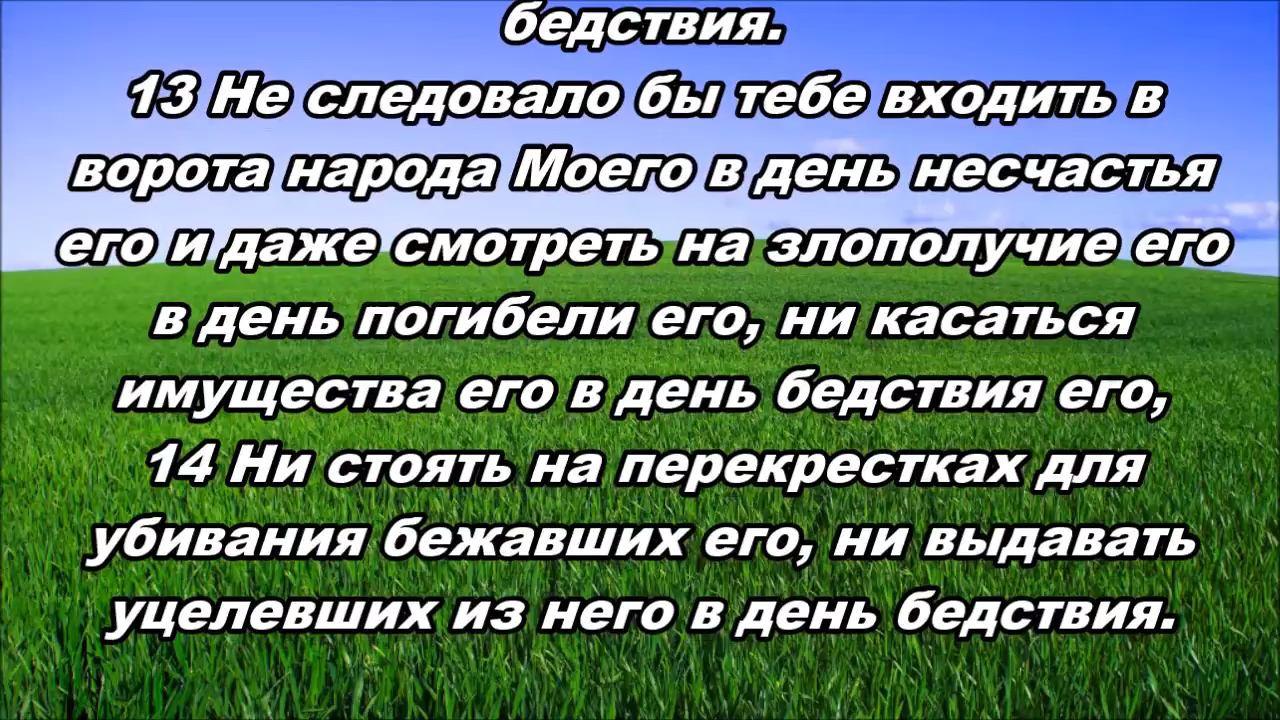 бедствия.
13 Не следовало бы тебе входить в
ворота народа Моего в день несчастья
его и даже смотреть на злополучие его
в день погибели его, ни касаться
имущества его в день бедствия его,
14 Ни стоять на перекрестках для
убивания бежавших его, ни выдавать
уцелевших из него в день бедствия.